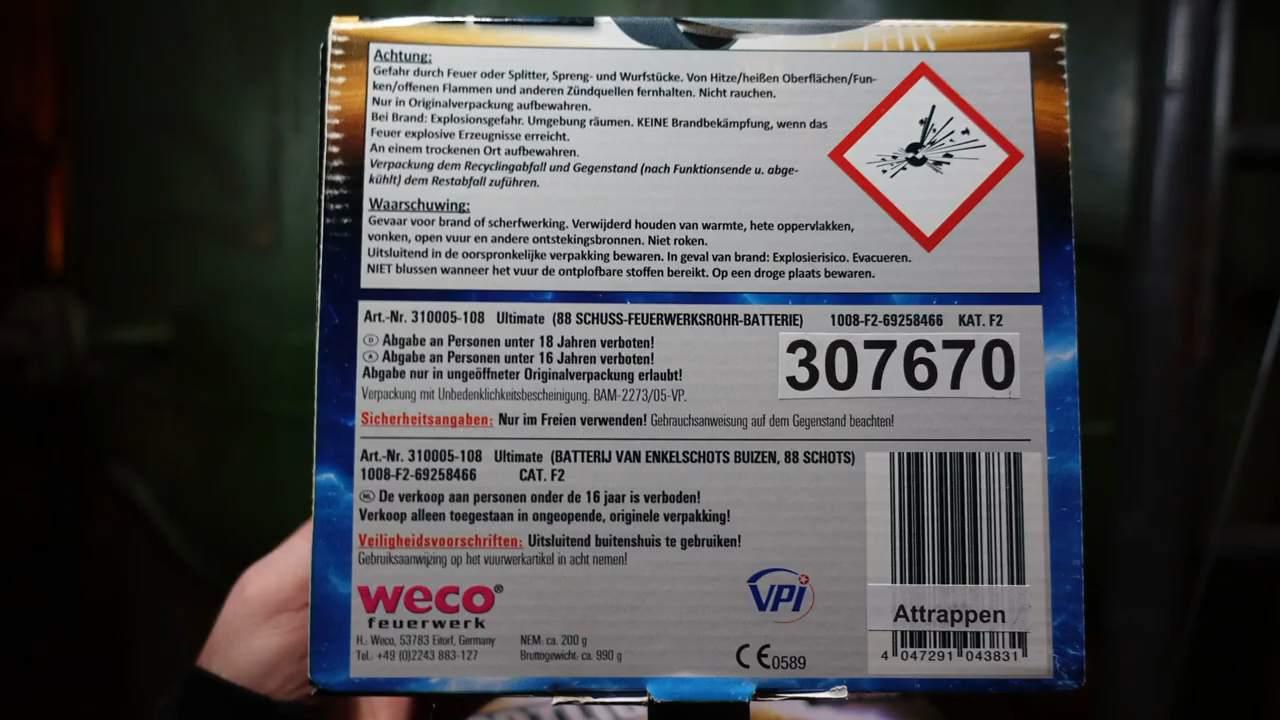 Achtung:
Gefahr durch Feuer oder Splitter, Spreng- und Wurfstücke. Von Hitze/heißen Oberflächen/Fun-
ken/offenen Flammen und anderen Zündquellen fernhalten. Nicht rauchen.
Nur in Originalverpackung aufbewahren.
Bei Brand: Explosionsgefahr. Umgebung räumen. KEINE Brandbekämpfung, wenn das
Feuer explosive Erzeugnisse erreicht.
An einem trockenen Ort aufbewahren.
Verpackung dem Recyclingabfall und Gegenstand (nach Funktionsende u. abge-
kühlt) dem Restabfall zuführen.
Waarschuwing:
Gevaar voor brand of scherfwerking. Verwijderd houden van warmte, hete oppervlakken,
vonken, open vuur en andere ontstekingsbronnen. Niet roken.
Uitsluitend in de oorspronkelijke verpakking bewaren. In geval van brand: Explosierisico. Evacueren.
NIET blussen wanneer het vuur de ontplofbare stoffen bereikt. Op een droge plaats bewaren.
Art.-Nr. 310005-108 Ultimate (88 SCHUSS-FEUERWERKSROHR-BATTERIE) 1008-F2-69258466 KAT. F2
D Abgabe an Personen unter 18 Jahren verboten!
A Abgabe an Personen unter 16 Jahren verboten!
Abgabe nur in ungeöffneter Originalverpackung erlaubt!
307670
Verpackung mit Unbedenklichkeitsbescheinigung. BAM-2273/05-VP.
Sicherheitsangaben: Nur im Freien verwenden! Gebrauchsanweisung auf dem Gegenstand beachten!
Art.-Nr. 310005-108 Ultimate (BATTERIJ VAN ENKELSCHOTS BUIZEN, 88 SCHOTS)
1008-F2-69258466 CAT. F2
NL De verkoop aan personen onder de 16 jaar is verboden!
Verkoop alleen toegestaan in ongeopende, originele verpakking!
Veiligheidsvoorschriften: Uitsluitend buitenshuis te gebruiken!
Gebruiksaanwijzing op het vuurwerkartikel in acht nemen!
weco®
feuerwerk
H. Weco, 53783 Eitorf, Germany
Tel.: +49 (0)2243 883-127
NEM: ca. 200 g
Bruttogewicht: ca. 990 g
VPi
CE0589
Attrappen
4 047291 043831